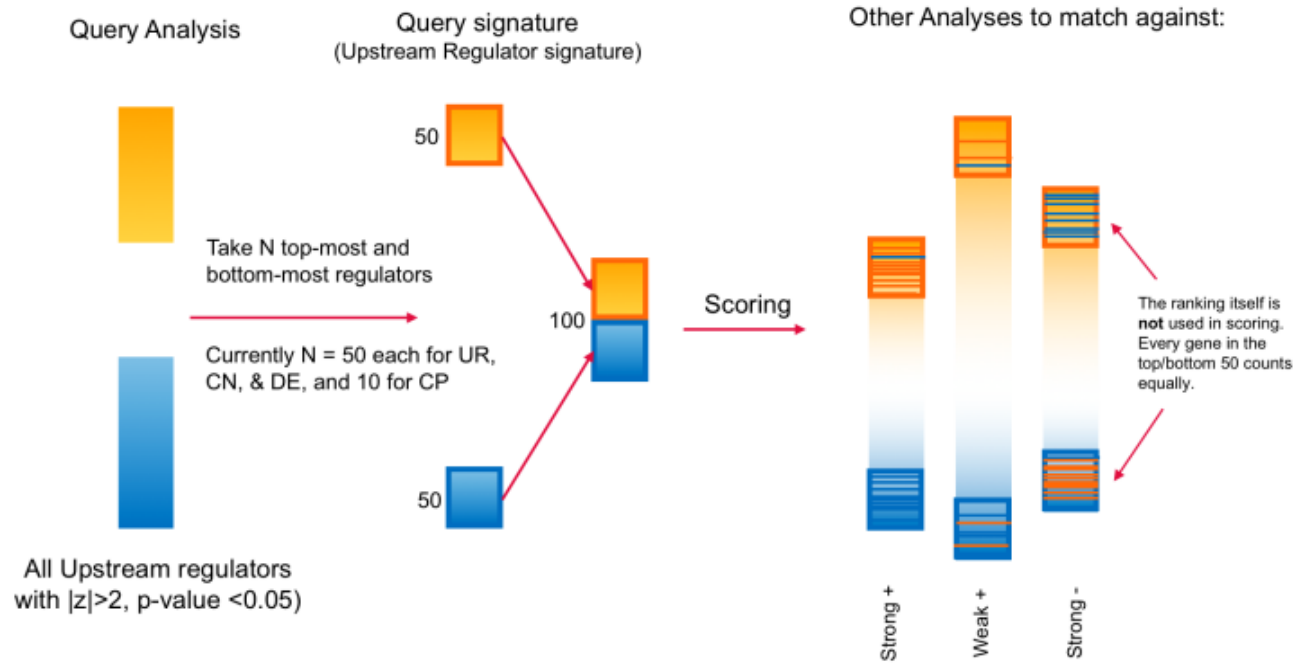 Query Analysis
Query signature
(Upstream Regulator signature)
Other Analyses to match against:
50
Take N top-most and
bottom-most regulators
Currently N = 50 each for UR,
CN, & DE, and 10 for CP
100
50
Scoring
The ranking itself is
not used in scoring.
Every gene in the
top/bottom 50 counts
equally.
All Upstream regulators
with |z|>2, p-value <0.05)
Strong +
Weak +
Strong -